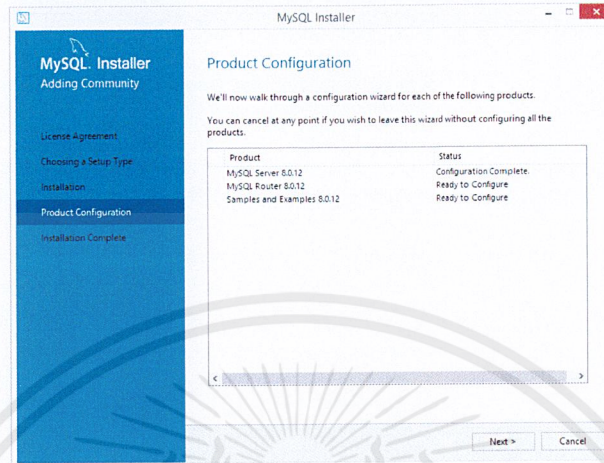 MySQL Installer
MySQL. Installer
Adding Community
License Agreement
Choosing a Setup Type
Installation
Product Configuration
Installation Complete
Product Configuration
We'll now walk through a configuration wizard for each of the following products.
You can cancel at any point if you wish to leave this wizard without configuring all the
products.
Product Status
MySQL Server 8.0.12 Configuration Complete.
MySQL Router 8.0.12 Ready to Configure
Samples and Examples 8.0.12 Ready to Configure
Next > Cancel